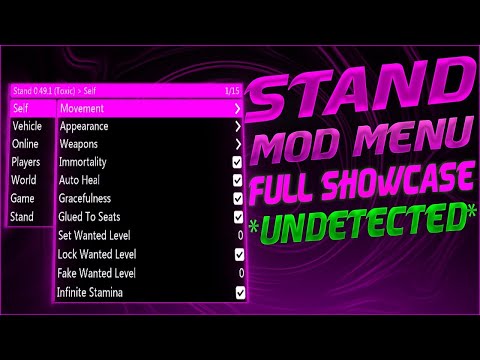 Stand 0.49.1 (Toxic) > Self 1/15
Self
Vehicle
Online
Players
World
Game
Stand
Movement >
Appearance >
Weapons >
Immortality
Auto Heal
Gracefulness
Glued To Seats
Set Wanted Level 0
Lock Wanted Level
Fake Wanted Level 0
Infinite Stamina
STAND
MOD MENU
FULL SHOWCASE
*UNDETECTED*